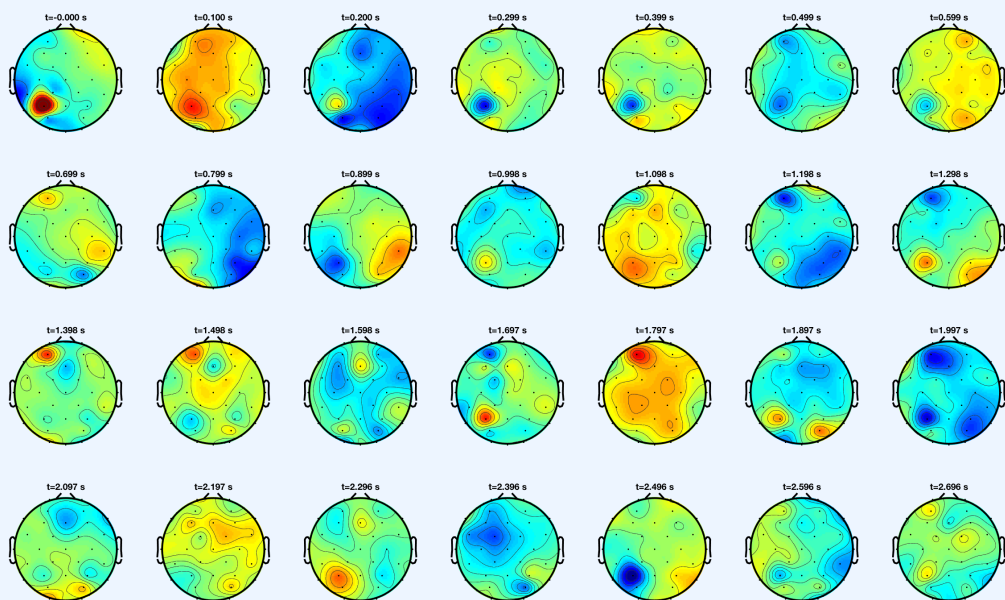 t=-0.000 s t=0.100 s t=0.200 s t=0.299 s t=0.399 s t=0.499 s t=0.599 s
t=0.699 s t=0.799 s t=0.899 s t=0.998 s t=1.098 s t=1.198 s t=1.298 s
t=1.398 s t=1.498 s t=1.598 s t=1.697 s t=1.797 s t=1.897 s t=1.997 s
t=2.097 s t=2.197 s t=2.296 s t=2.396 s t=2.496 s t=2.596 s t=2.696 s